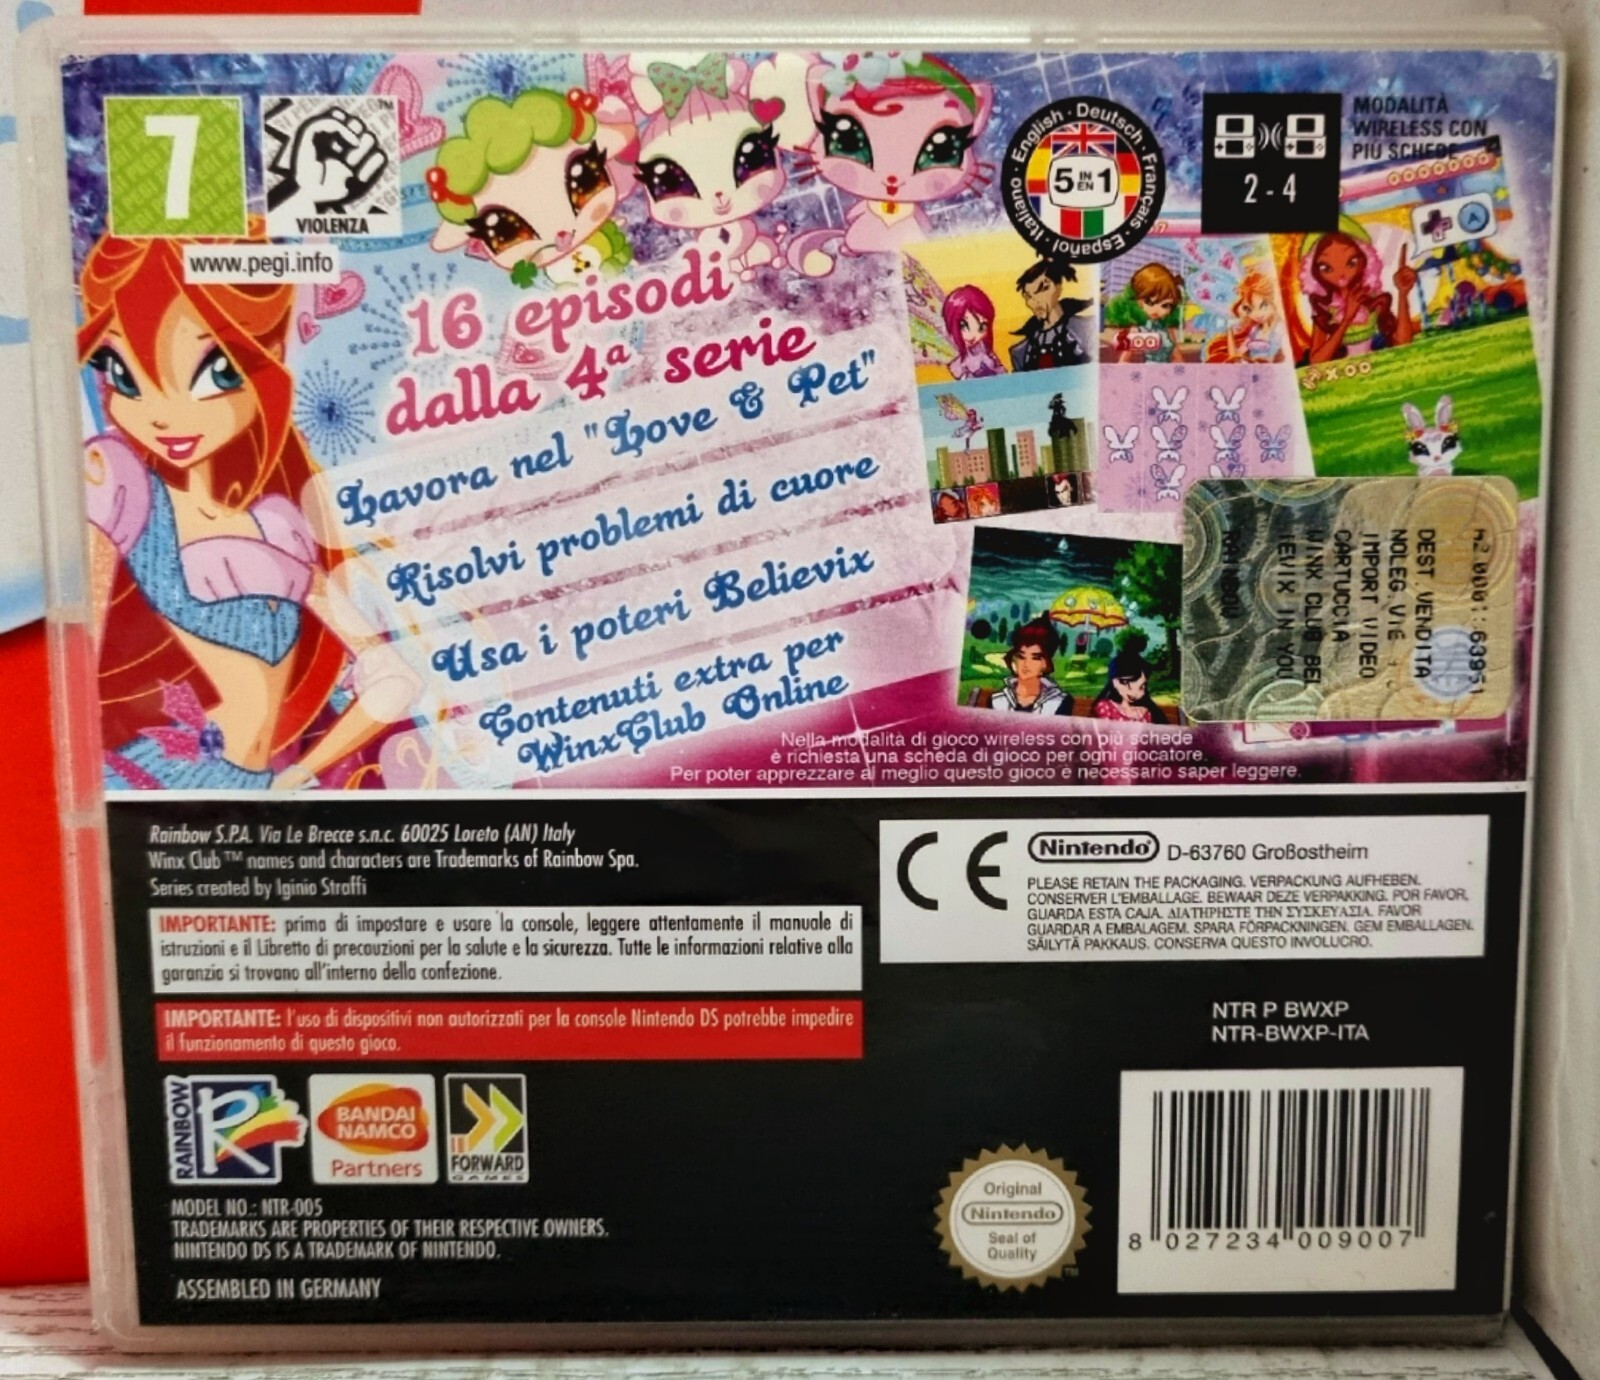 7
VIOLENZA
www.pegi.info
English · Deutsch · Français · Español · Italiano
5 IN EN 1
2 - 4
MODALITÀ
WIRELESS CON
PIÙ SCHEDE
16 episodi
dalla 4ª serie
Lavora nel "Love & Pet"
Risolvi problemi di cuore
Usa i poteri Believix
Contenuti extra per
WinxClub Online
DEST. VENDITA
IMPORT VIDEO
CARTUCCIA
WINX CLUB BEL
IEVIX IN YOU
RAINBOW
Nella modalità di gioco wireless con più schede
è richiesta una scheda di gioco per ogni giocatore.
Per poter apprezzare al meglio questo gioco è necessario saper leggere.
Rainbow S.P.A. Via Le Brecce s.n.c. 60025 Loreto (AN) Italy
Winx Club ™ names and characters are Trademarks of Rainbow Spa.
Series created by Iginio Straffi
IMPORTANTE: prima di impostare e usare la console, leggere attentamente il manuale di
istruzioni e il Libretto di precauzioni per la salute e la sicurezza. Tutte le informazioni relative alla
garanzia si trovano all'interno della confezione.
IMPORTANTE: l'uso di dispositivi non autorizzati per la console Nintendo DS potrebbe impedire
il funzionamento di questo gioco.
RAINBOW
R
BANDAI
NAMCO
Partners
FORWARD
GAMES
MODEL NO.: NTR-005
TRADEMARKS ARE PROPERTIES OF THEIR RESPECTIVE OWNERS.
NINTENDO DS IS A TRADEMARK OF NINTENDO.
ASSEMBLED IN GERMANY
CE
Nintendo® D-63760 Großostheim
PLEASE RETAIN THE PACKAGING. VERPACKUNG AUFHEBEN.
CONSERVER L'EMBALLAGE. BEWAAR DEZE VERPAKKING. POR FAVOR,
GUARDA ESTA CAJA. ΔΙΑΤΗΡΗΣΤΕ ΤΗΝ ΣΥΣΚΕΥΑΣΙΑ. FAVOR
GUARDAR A EMBALAGEM. SPARA FÖRPACKNINGEN. GEM EMBALLAGEN.
SÄILYTÄ PAKKAUS. CONSERVA QUESTO INVOLUCRO.
NTR P BWXP
NTR-BWXP-ITA
Original
Nintendo
Seal of
Quality
TM
8 027234 009007